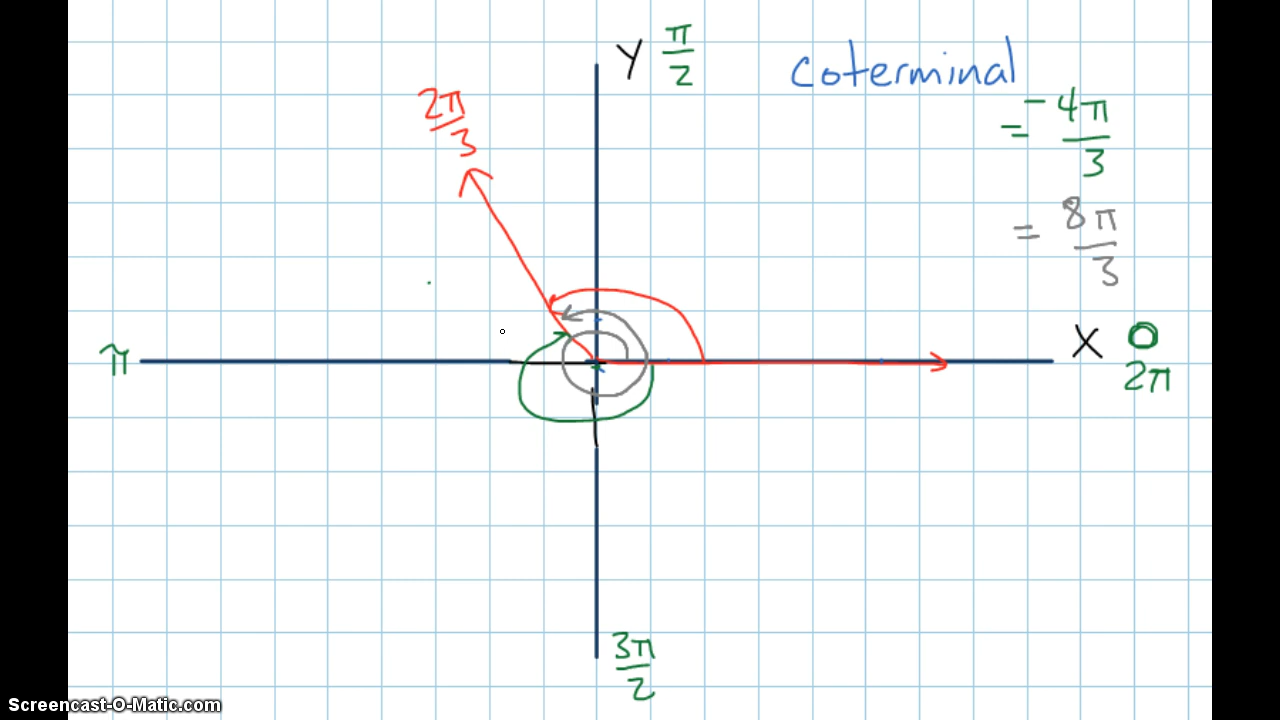 Y π/2
coterminal
2π/3
= -4π/3
= 8π/3
π
X 0
2π
3π/2
Screencast-O-Matic.com